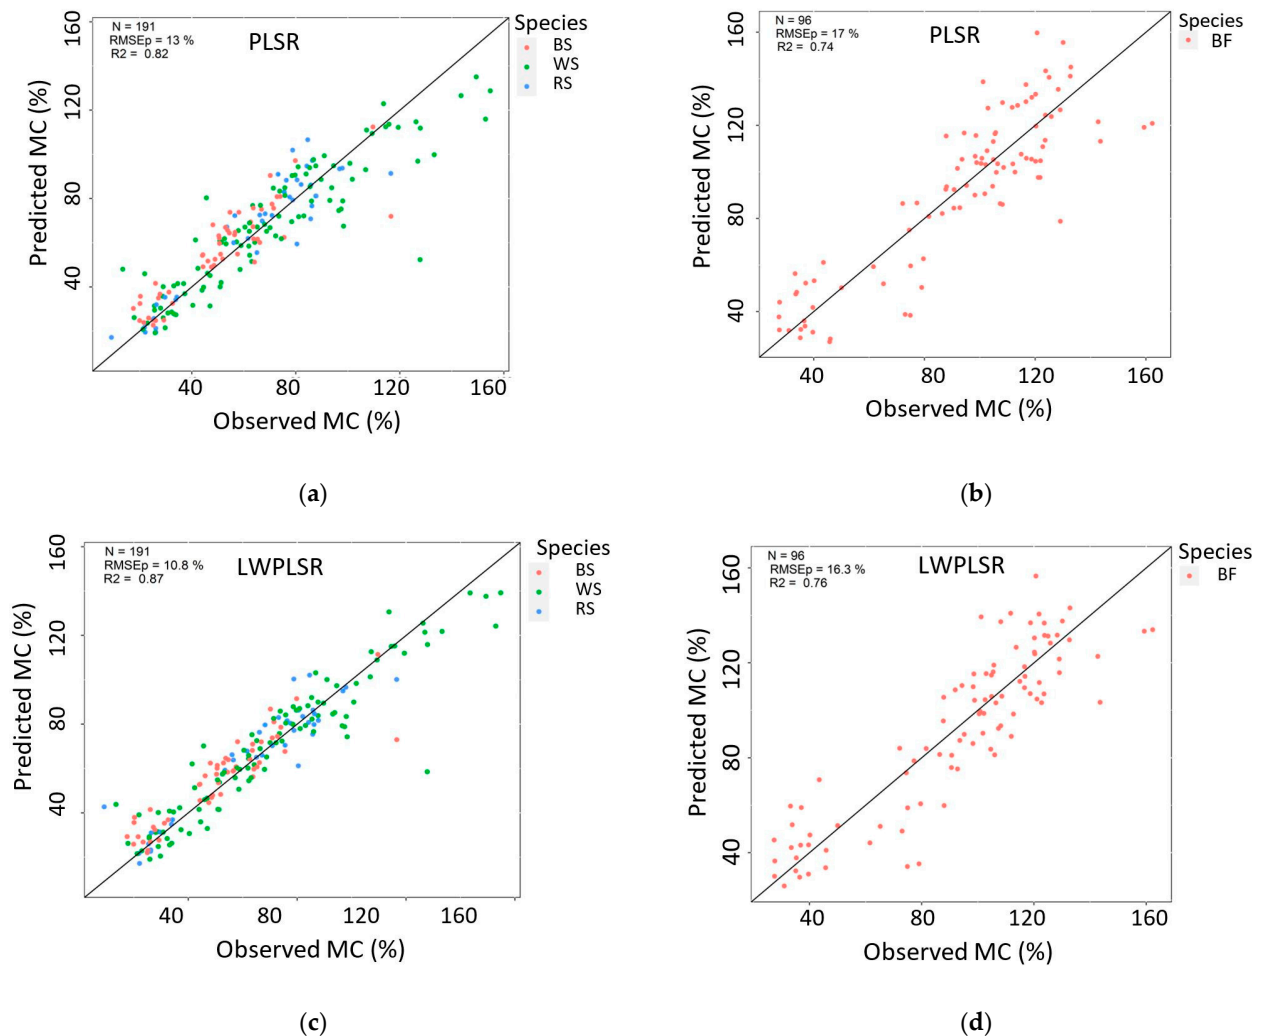 N = 191
RMSEp = 13 %
R2 = 0.82
PLSR
Species
BS
WS
RS
160
120
80
40
Predicted MC (%)
40
80
120
160
Observed MC (%)
(a)
N = 96
RMSEp = 17 %
R2 = 0.74
PLSR
Species
BF
160
120
80
40
Predicted MC (%)
40
80
120
160
Observed MC (%)
(b)
N = 191
RMSEp = 10.8 %
R2 = 0.87
LWPLSR
Species
BS
WS
RS
160
120
80
40
Predicted MC (%)
40
80
120
160
Observed MC (%)
(c)
N = 96
RMSEp = 16.3 %
R2 = 0.76
LWPLSR
Species
BF
160
120
80
40
Predicted MC (%)
40
80
120
160
Observed MC (%)
(d)